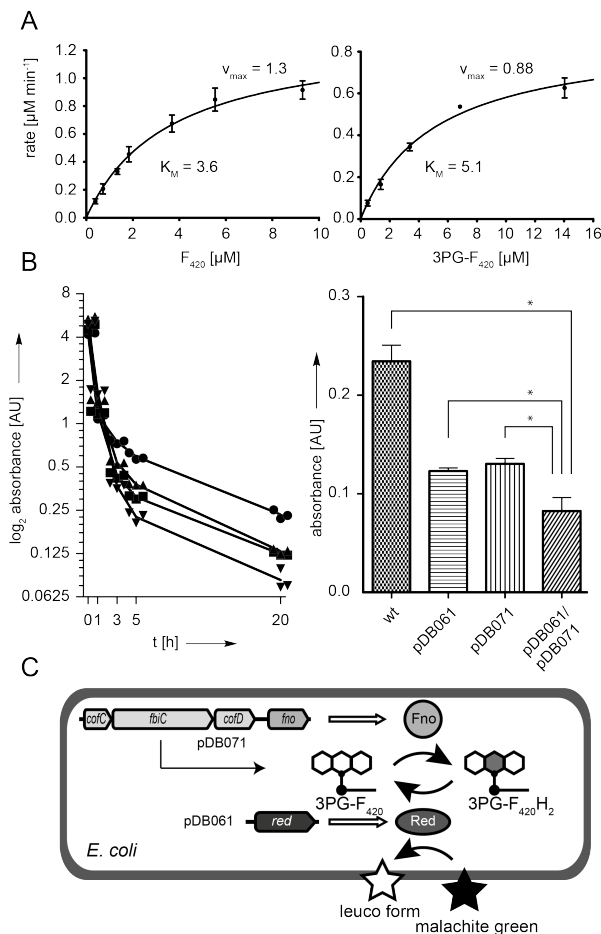 A
rate [µM min⁻¹]
1.2
1.0
0.8
0.6
0.4
0.2
0.0
vmax = 1.3
KM = 3.6
0 2 4 6 8 10
F420 [µM]
0.8
0.6
0.4
0.2
0.0
vmax = 0.88
KM = 5.1
0 2 4 6 8 10 12 14 16
3PG-F420 [µM]
B
log2 absorbance [AU]
8
4
2
1
0.5
0.25
0.125
0.0625
0 1 3 5 20
t [h]
absorbance [AU]
0.3
0.2
0.1
0.0
*
*
*
wt
pDB061
pDB071
pDB061/
pDB071
C
cofC fbiC cofD fno
Fno
pDB071
3PG-F420
3PG-F420H2
pDB061
red
Red
E. coli
leuco form
malachite green